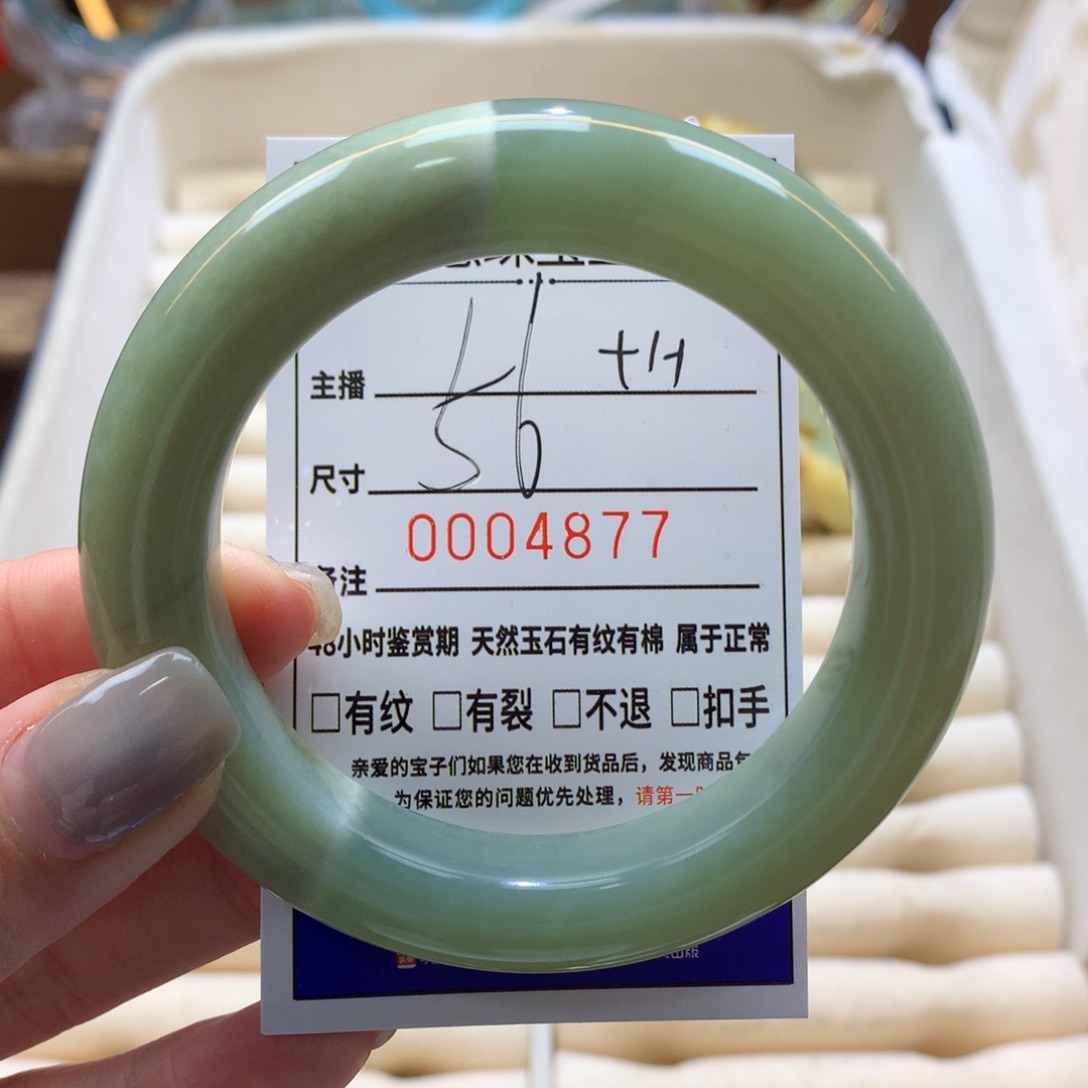 主播
56 +H
尺寸
0004877
备注
48小时鉴赏期 天然玉石有纹有棉 属于正常
□有纹 □有裂 □不退 □扣手
亲爱的宝子们如果您在收到货品后，发现商品
为保证您的问题优先处理，请第一